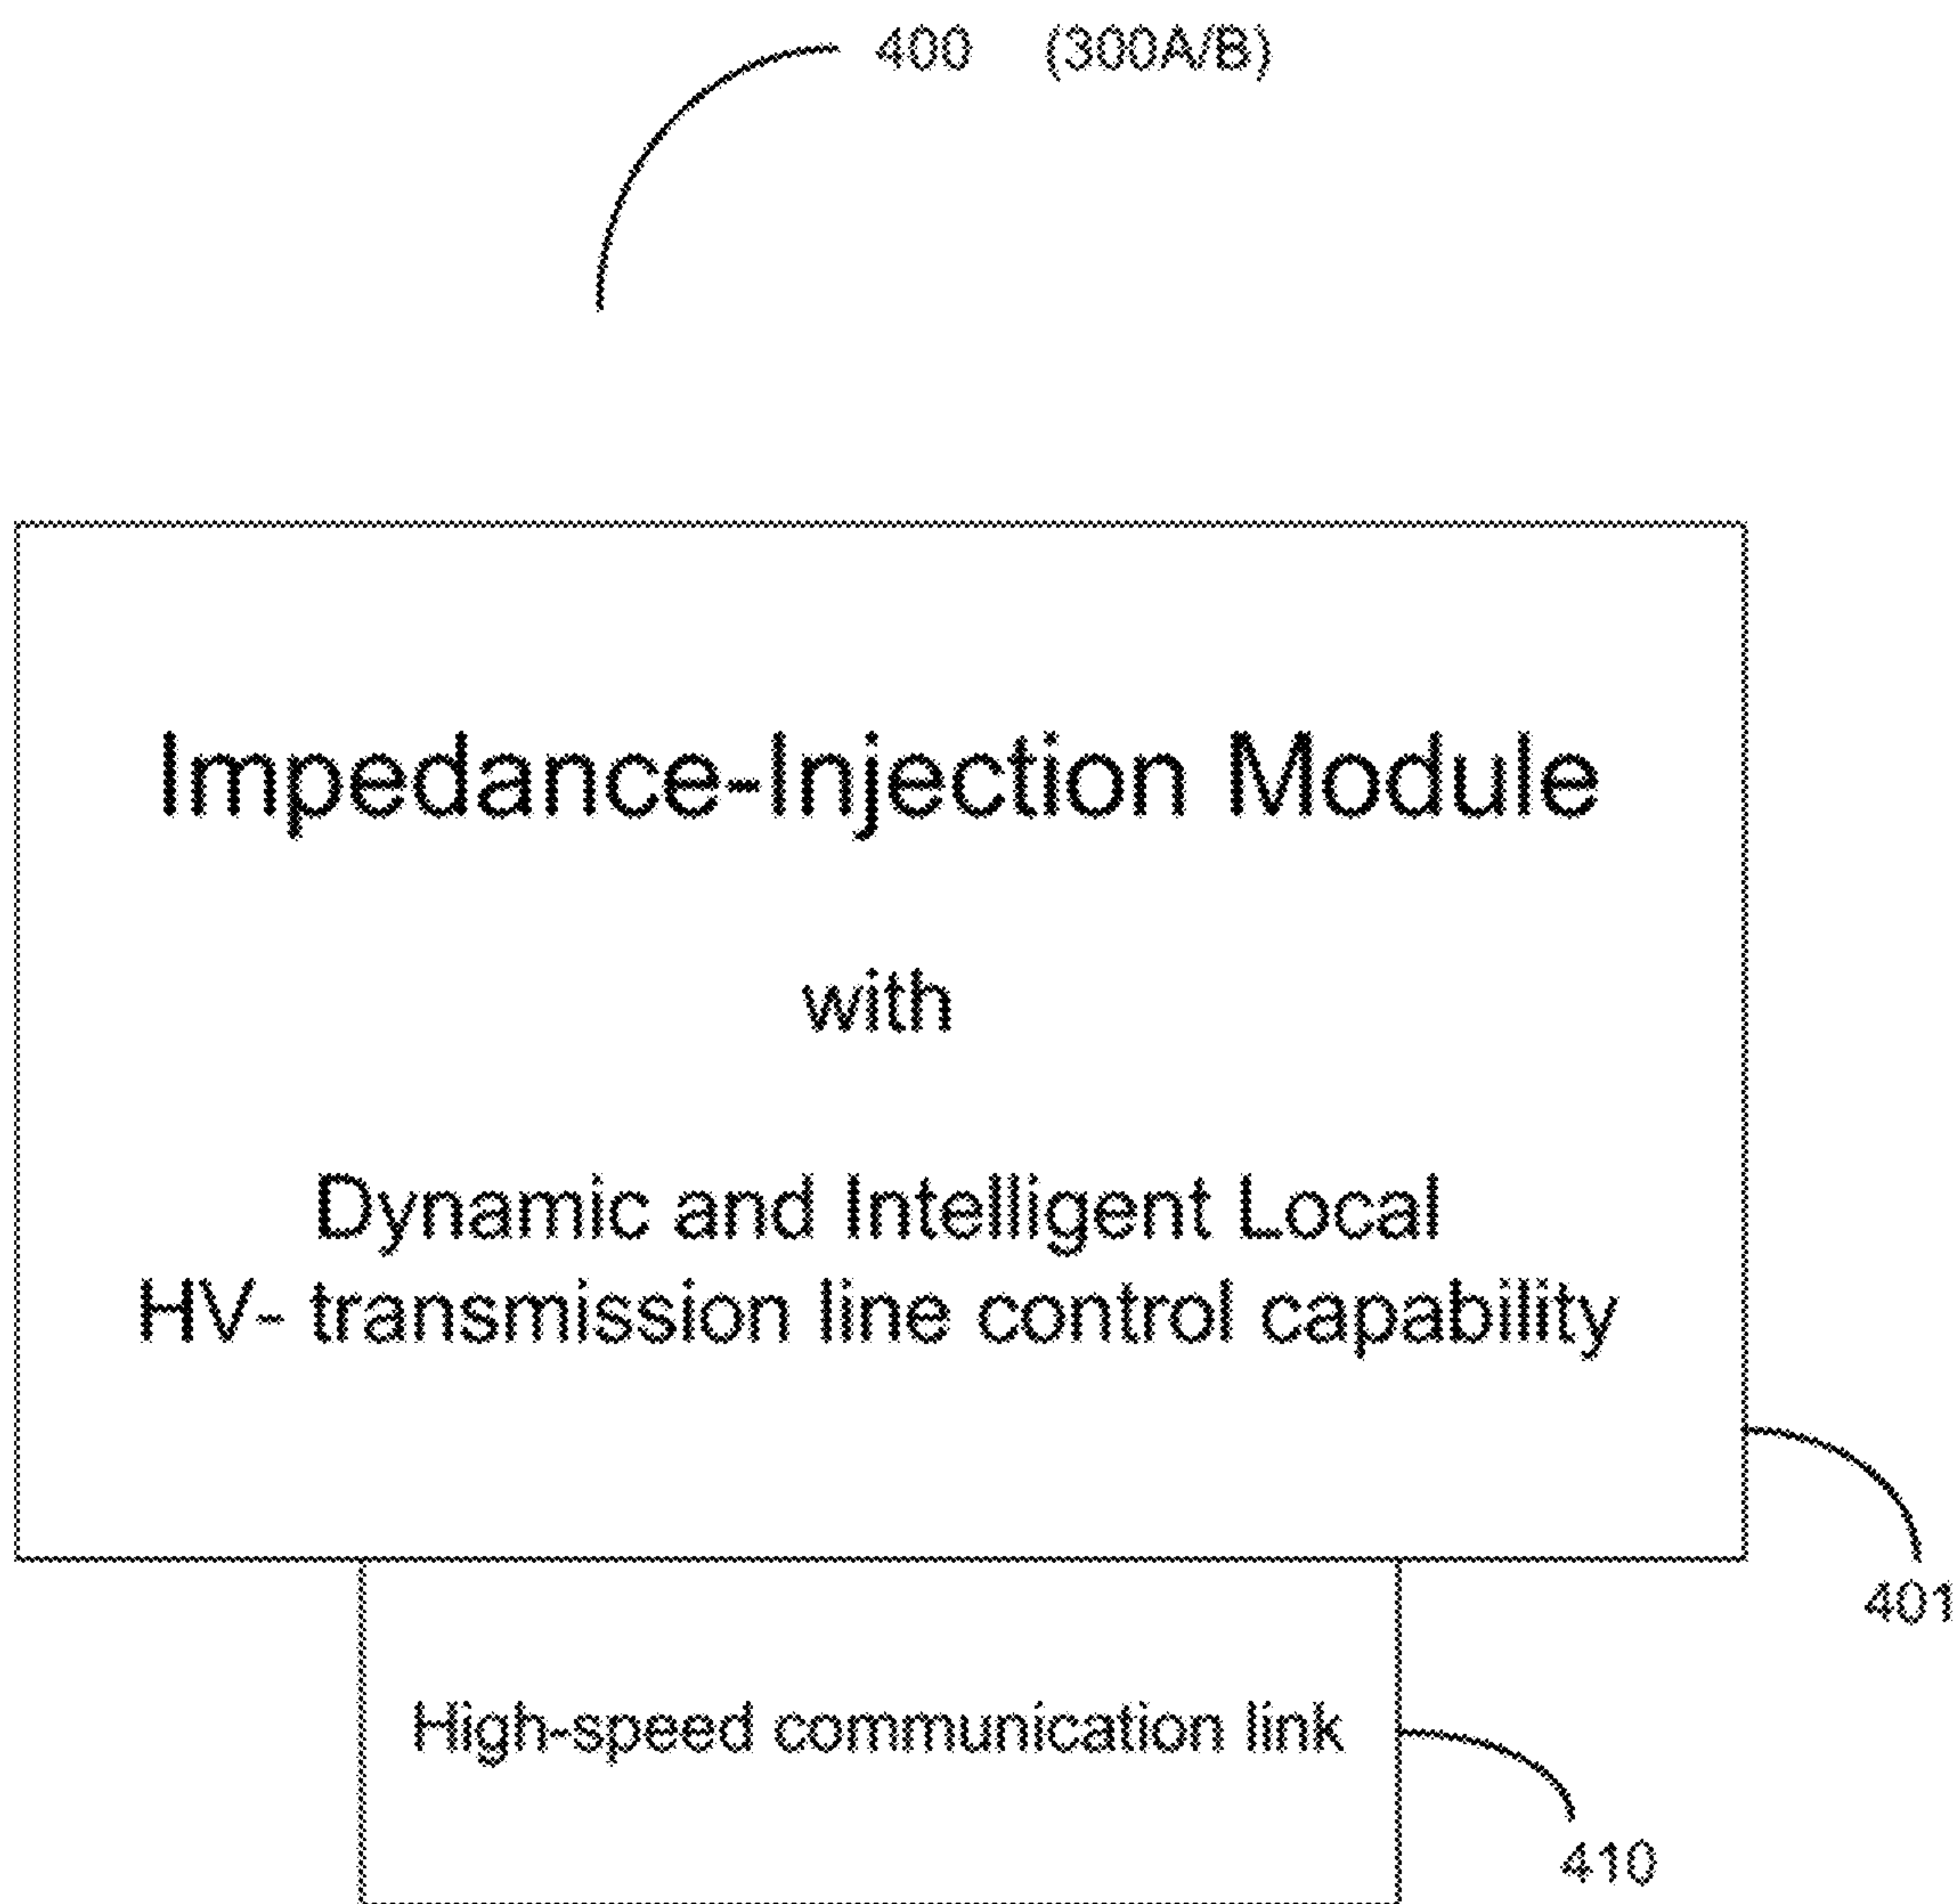 400 (300A/B)
Impedance-Injection Module
with
Dynamic and Intelligent Local
HV- transmission line control capability
401
High-speed communication link
410